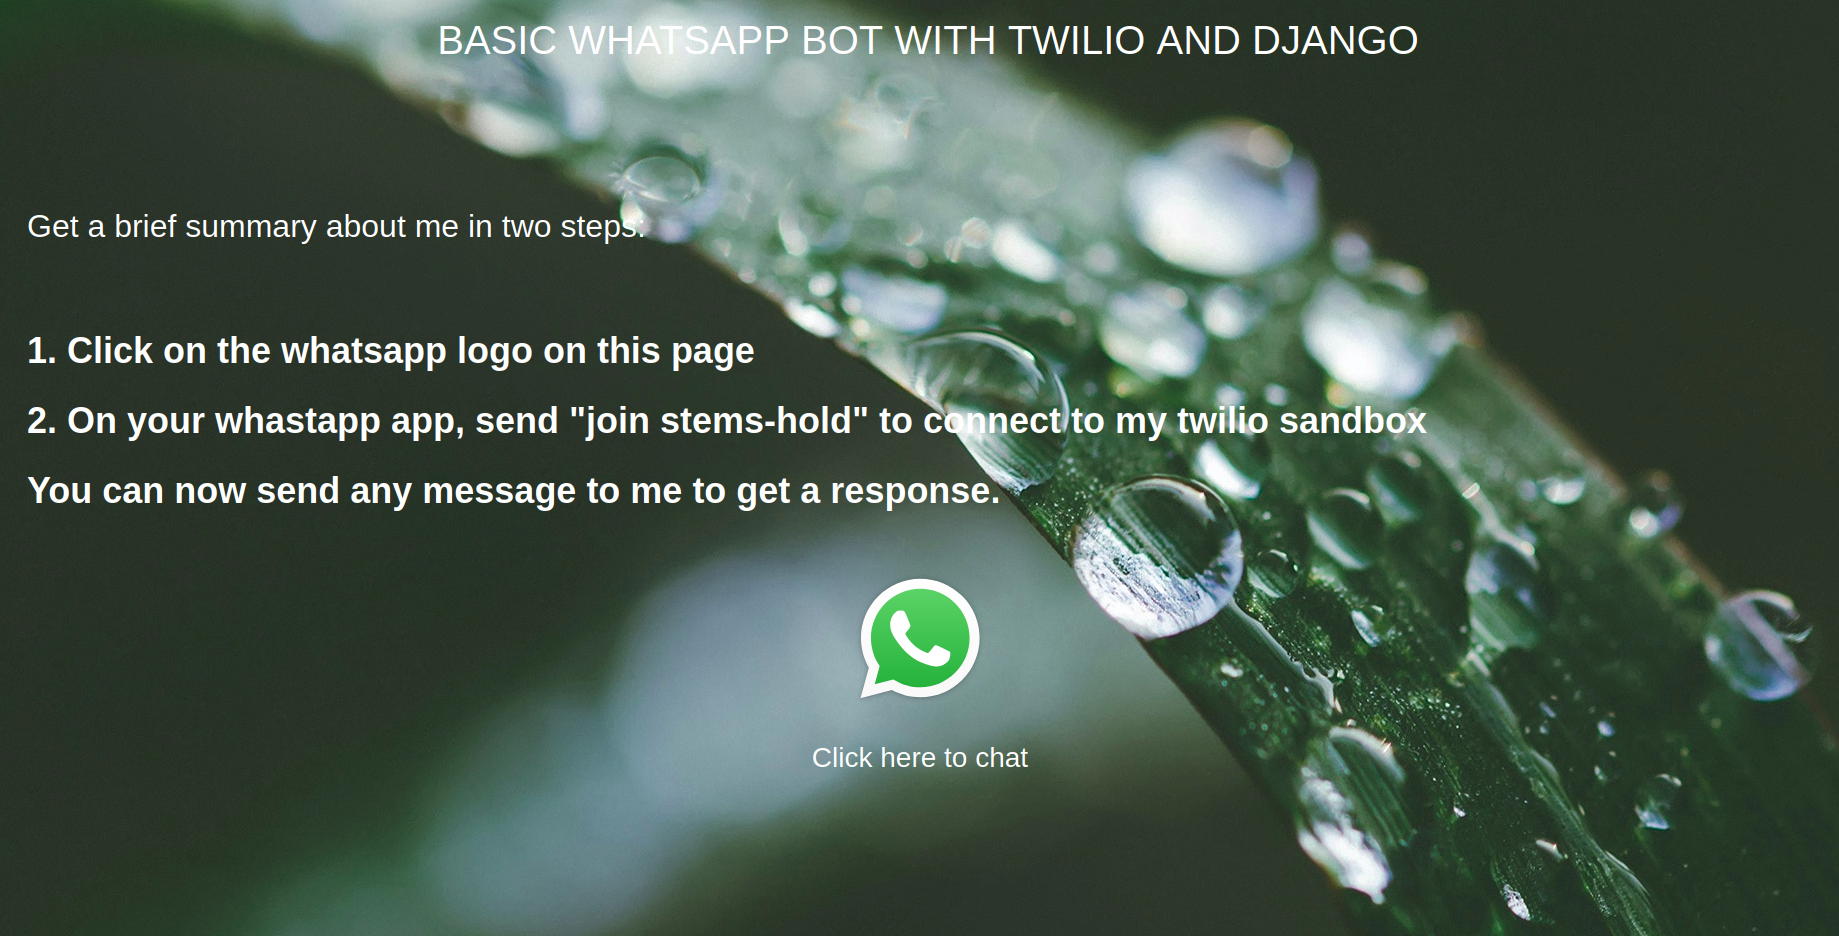 BASIC WHATSAPP BOT WITH TWILIO AND DJANGO
Get a brief summary about me in two steps:
1. Click on the whatsapp logo on this page
2. On your whastapp app, send "join stems-hold" to connect to my twilio sandbox
You can now send any message to me to get a response.
Click here to chat